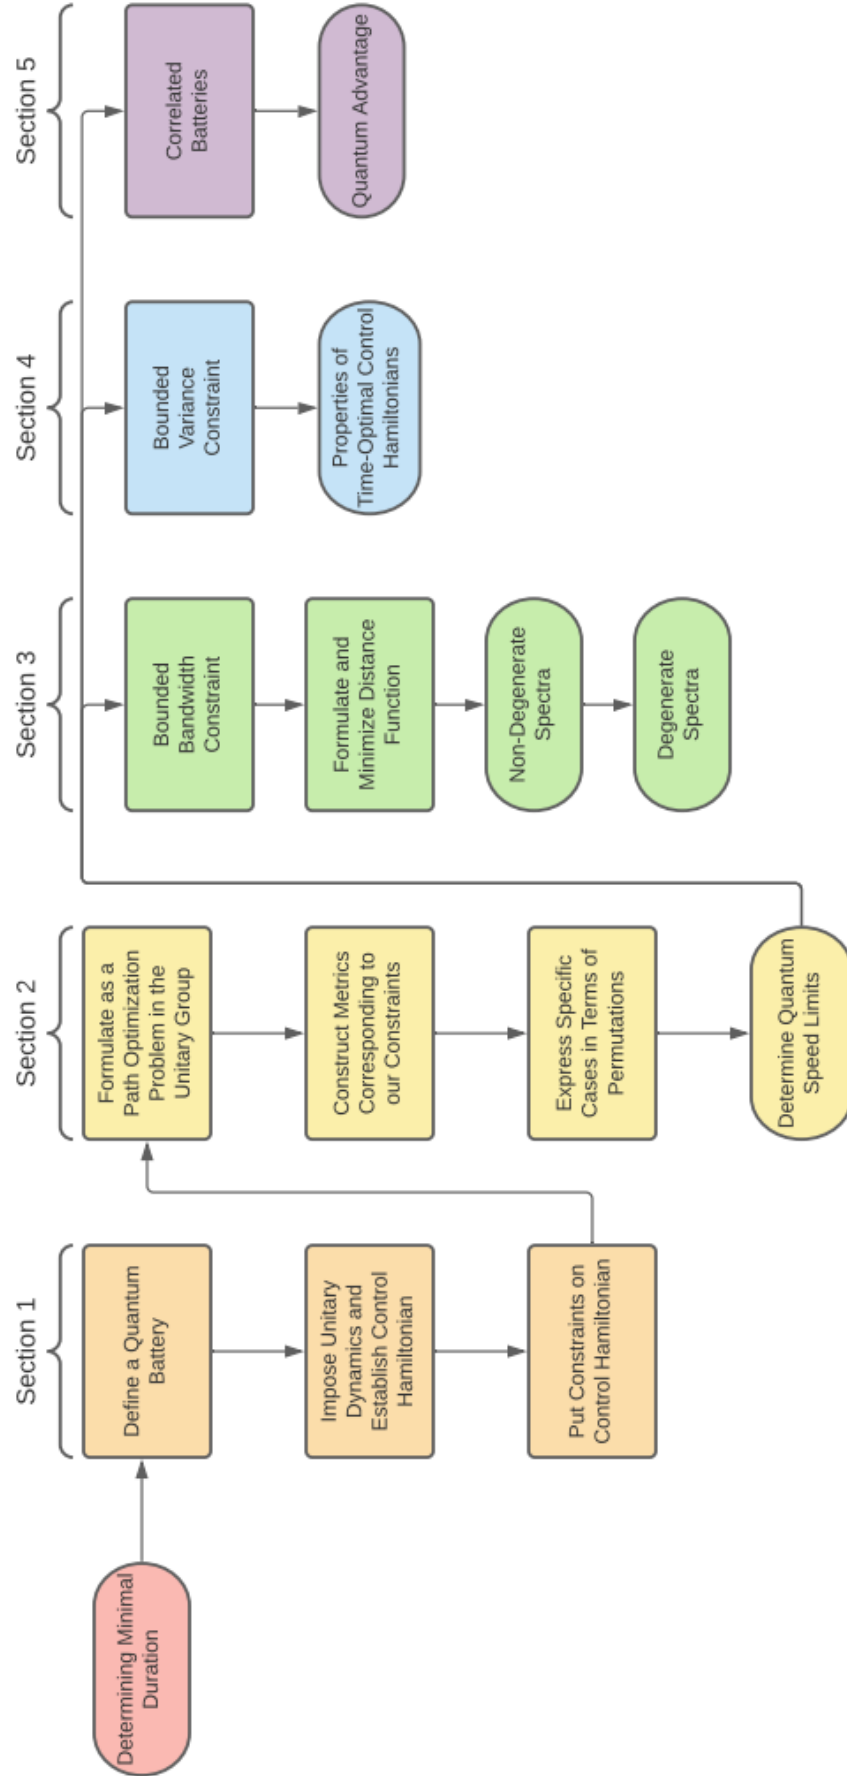 Determining Minimal
Duration
Section 1
Define a Quantum
Battery
Impose Unitary
Dynamics and
Establish Control
Hamiltonian
Put Constraints on
Control Hamiltonian
Section 2
Formulate as a
Path Optimization
Problem in the
Unitary Group
Construct Metrics
Corresponding to
our Constraints
Express Specific
Cases in Terms of
Permutations
Determine Quantum
Speed Limits
Section 3
Bounded
Bandwidth
Constraint
Formulate and
Minimize Distance
Function
Non-Degenerate
Spectra
Degenerate
Spectra
Section 4
Bounded
Variance
Constraint
Properties of
Time-Optimal Control
Hamiltonians
Section 5
Correlated
Batteries
Quantum Advantage